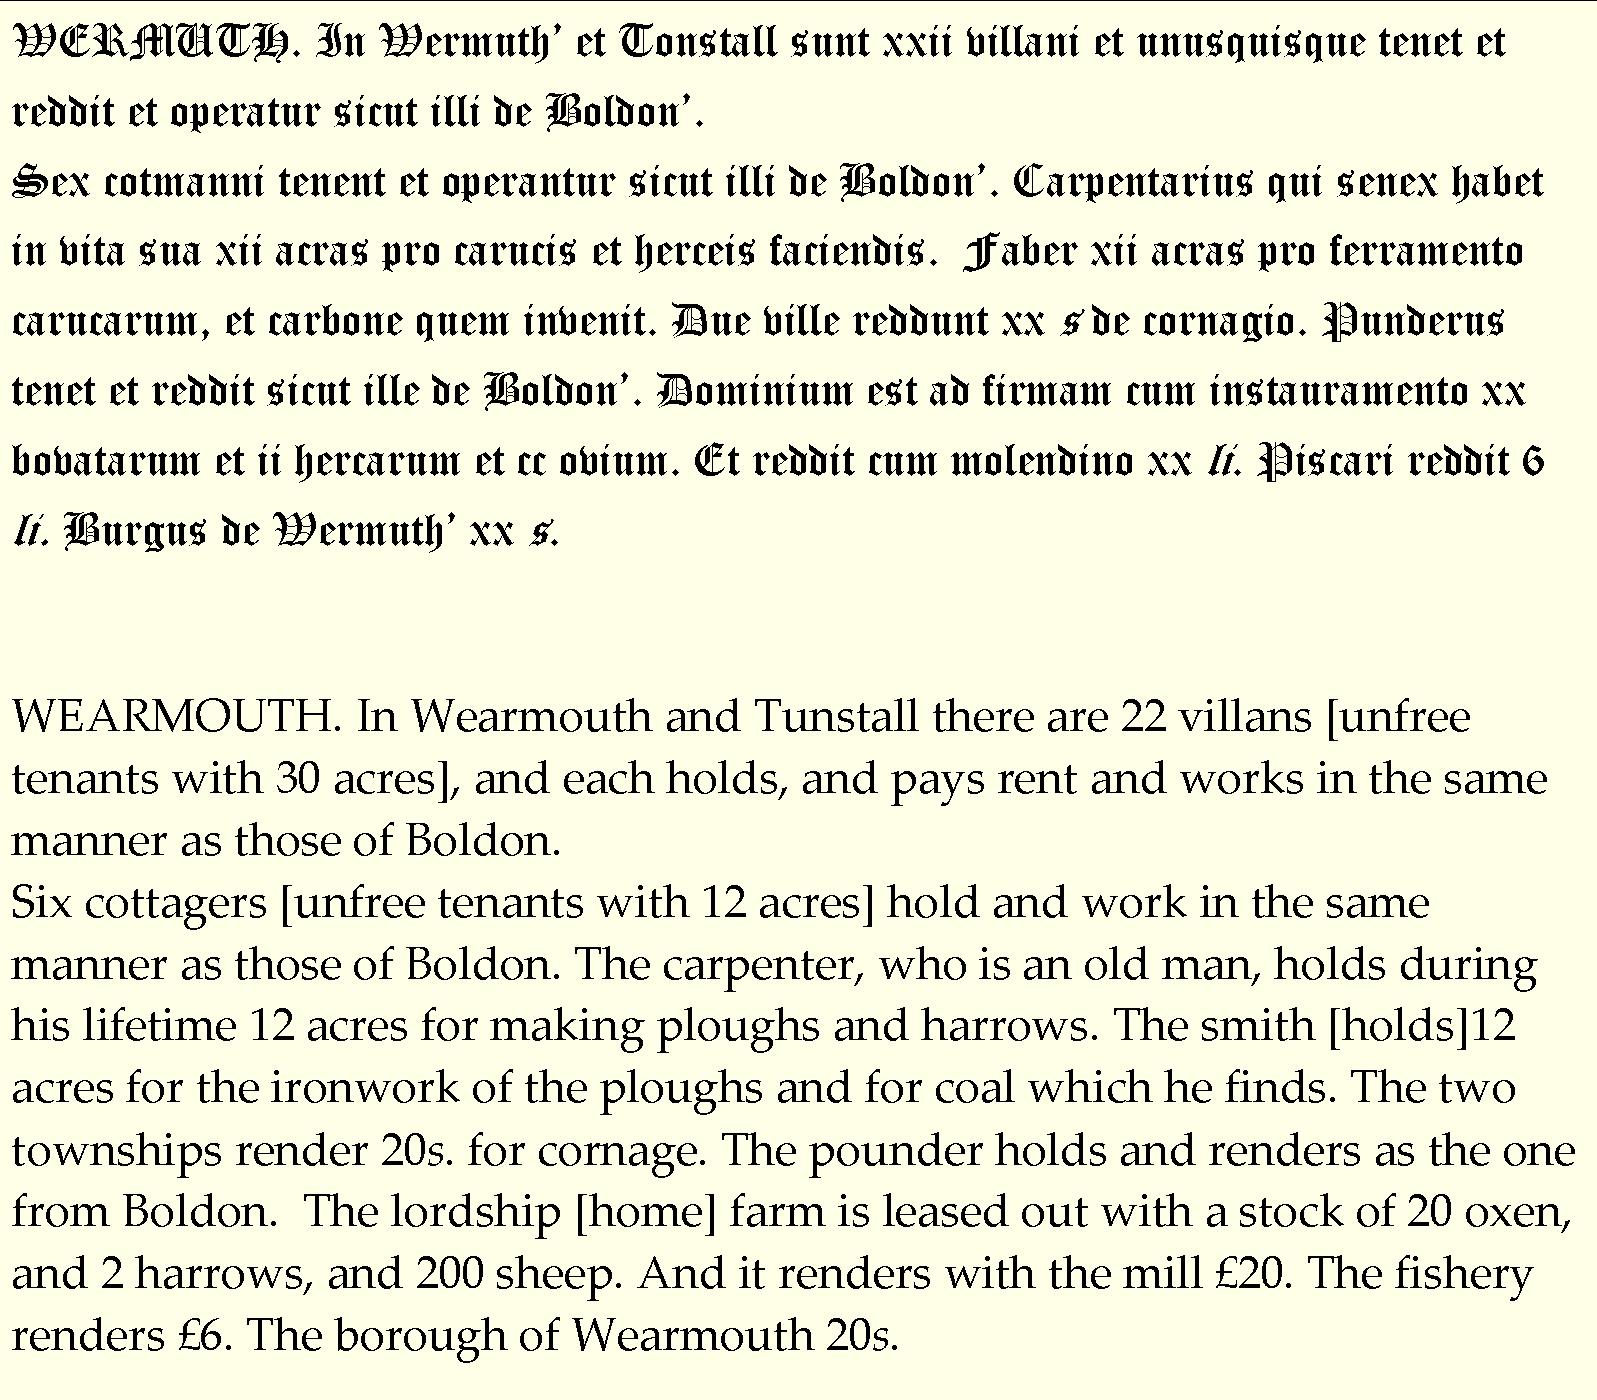 WERMUTH. In Wermuth' et Tonstall sunt xxii villani et unusquisque tenet et
reddit et operatur sicut illi de Boldon'.
Sex cotmanni tenent et operantur sicut illi de Boldon'. Carpentarius qui senex habet
in vita sua xii acras pro carucis et herceis faciendis. Faber xii acras pro ferramento
carucarum, et carbone quem invenit. Due ville reddunt xx s de cornagio. Punderus
tenet et reddit sicut ille de Boldon'. Dominium est ad firmam cum instauramento xx
bovatarum et ii hercarum et cc ovium. Et reddit cum molendino xx li. Piscari reddit 6
li. Burgus de Wermuth' xx s.
WEARMOUTH. In Wearmouth and Tunstall there are 22 villans [unfree
tenants with 30 acres], and each holds, and pays rent and works in the same
manner as those of Boldon.
Six cottagers [unfree tenants with 12 acres] hold and work in the same
manner as those of Boldon. The carpenter, who is an old man, holds during
his lifetime 12 acres for making ploughs and harrows. The smith [holds]12
acres for the ironwork of the ploughs and for coal which he finds. The two
townships render 20s. for cornage. The pounder holds and renders as the one
from Boldon.  The lordship [home] farm is leased out with a stock of 20 oxen,
and 2 harrows, and 200 sheep. And it renders with the mill £20. The fishery
renders £6. The borough of Wearmouth 20s.